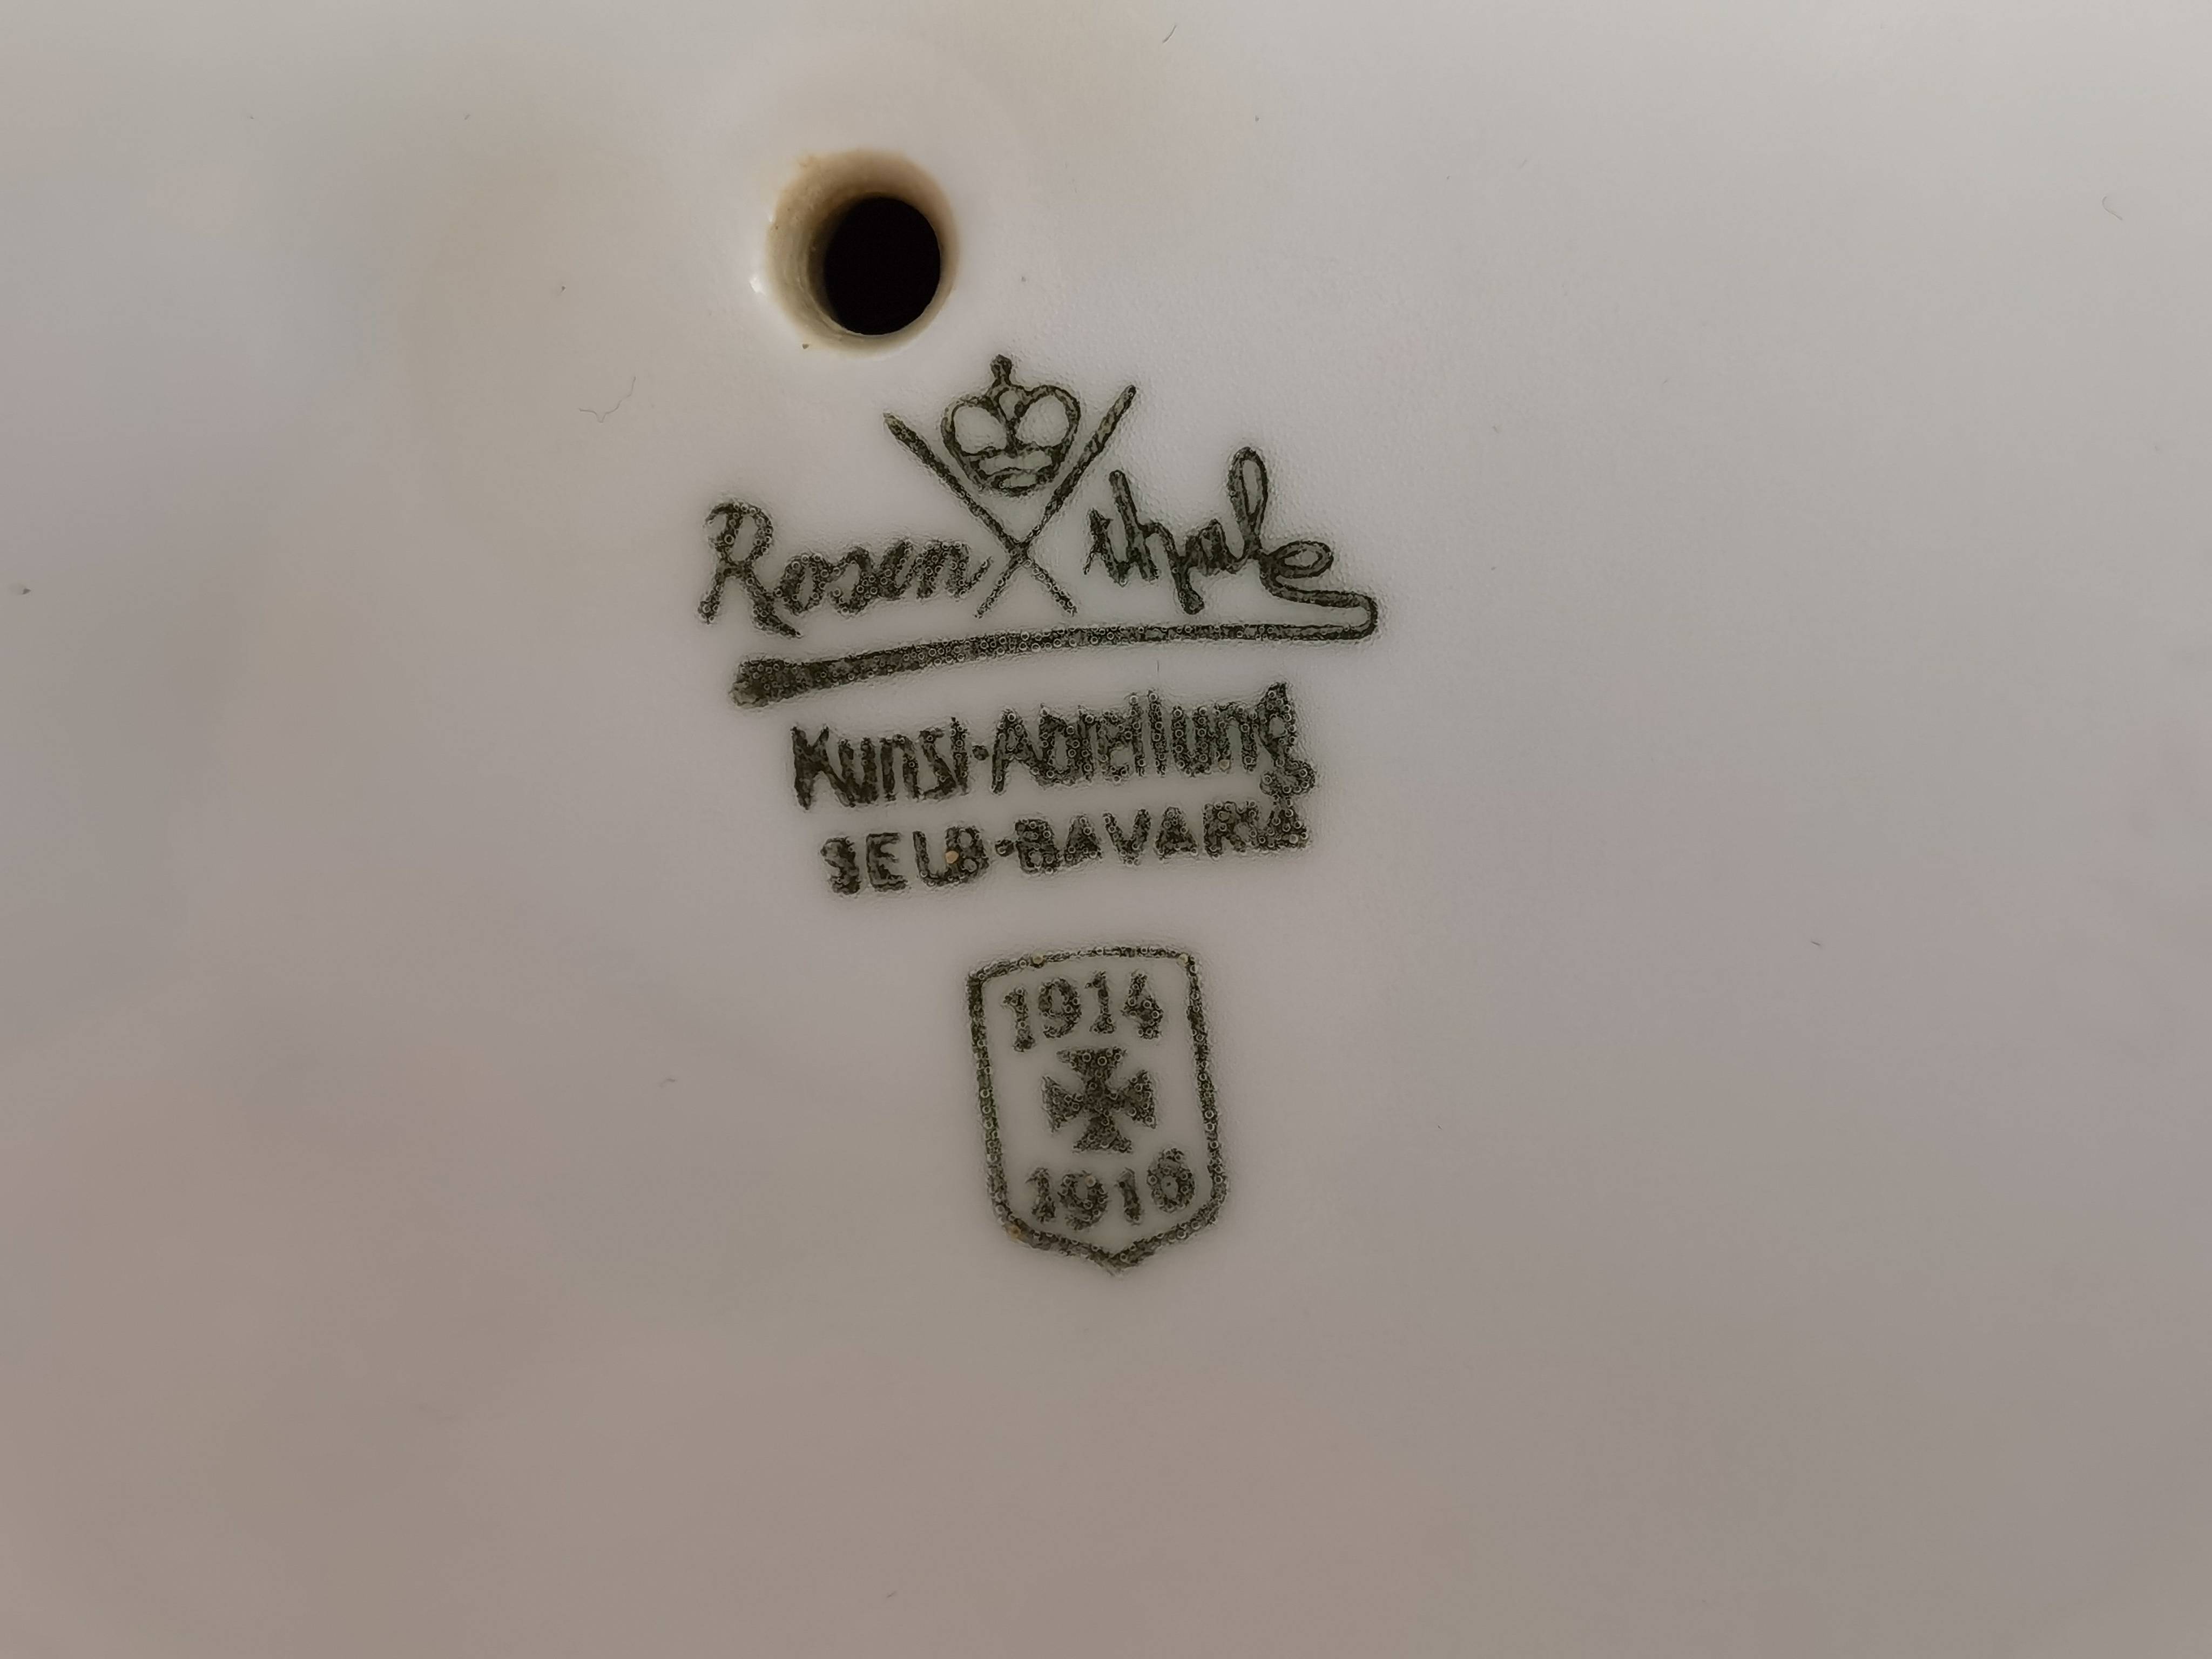 Rosenthal
Kunst-Abteilung
SELB-BAVARIA
1914
1916